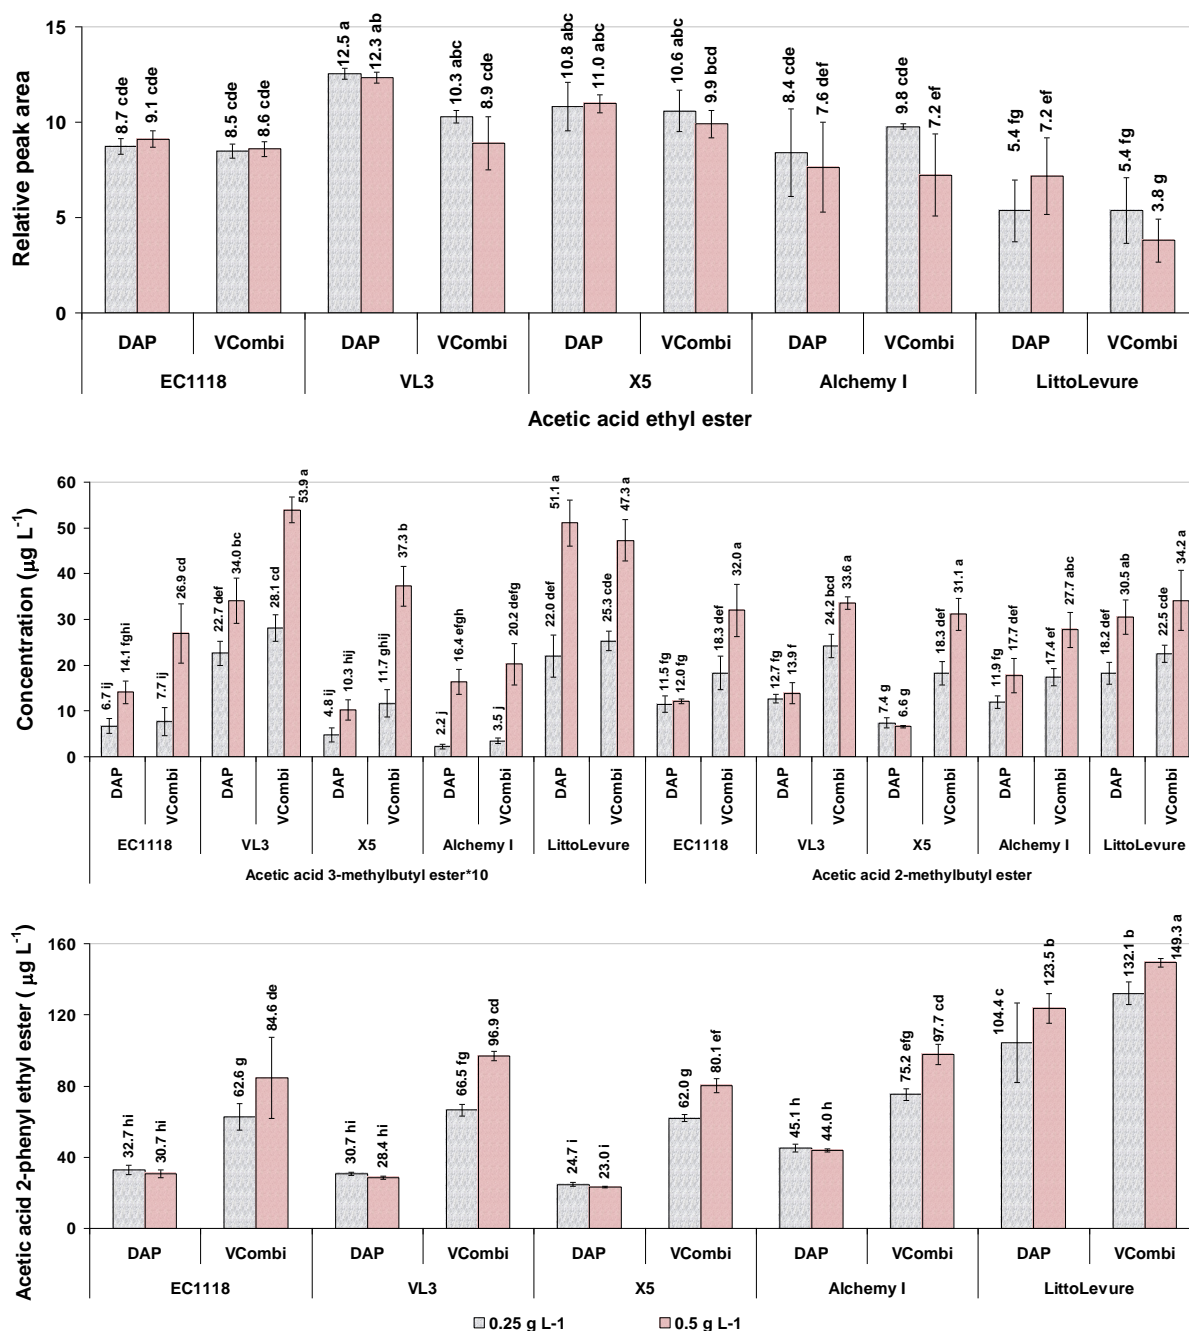 Relative peak area
15
10
5
0
8.7 cde
9.1 cde
8.5 cde
8.6 cde
12.5 a
12.3 ab
10.3 abc
8.9 cde
10.8 abc
11.0 abc
10.6 abc
9.9 bcd
8.4 cde
7.6 def
9.8 cde
7.2 ef
5.4 fg
7.2 ef
5.4 fg
3.8 g
DAP VCombi DAP VCombi DAP VCombi DAP VCombi DAP VCombi
EC1118 VL3 X5 Alchemy I LittoLevure
Acetic acid ethyl ester
Concentration (µg L-1)
60
50
40
30
20
10
0
6.7 ij
14.1 fghi
7.7 ij
26.9 cd
22.7 def
34.0 bc
28.1 cd
53.9 a
4.8 ij
10.3 hij
11.7 ghij
37.3 b
2.2 j
16.4 efgh
3.5 j
20.2 defg
22.0 def
51.1 a
25.3 cde
47.3 a
11.5 fg
12.0 fg
18.3 def
32.0 a
12.7 fg
13.9 f
24.2 bcd
33.6 a
7.4 g
6.6 g
18.3 def
31.1 a
11.9 fg
17.7 def
17.4 ef
27.7 abc
18.2 def
30.5 ab
22.5 cde
34.2 a
DAP VCombi DAP VCombi DAP VCombi DAP VCombi DAP VCombi DAP VCombi DAP VCombi DAP VCombi DAP VCombi DAP VCombi
EC1118 VL3 X5 Alchemy I LittoLevure EC1118 VL3 X5 Alchemy I LittoLevure
Acetic acid 3-methylbutyl ester*10 Acetic acid 2-methylbutyl ester
Acetic acid 2-phenyl ethyl ester ( µg L-1)
160
120
80
40
0
32.7 hi
30.7 hi
62.6 g
84.6 de
30.7 hi
28.4 hi
66.5 fg
96.9 cd
24.7 i
23.0 i
62.0 g
80.1 ef
45.1 h
44.0 h
75.2 efg
97.7 cd
104.4 c
123.5 b
132.1 b
149.3 a
DAP VCombi DAP VCombi DAP VCombi DAP VCombi DAP VCombi
EC1118 VL3 X5 Alchemy I LittoLevure
0.25 g L-1 0.5 g L-1